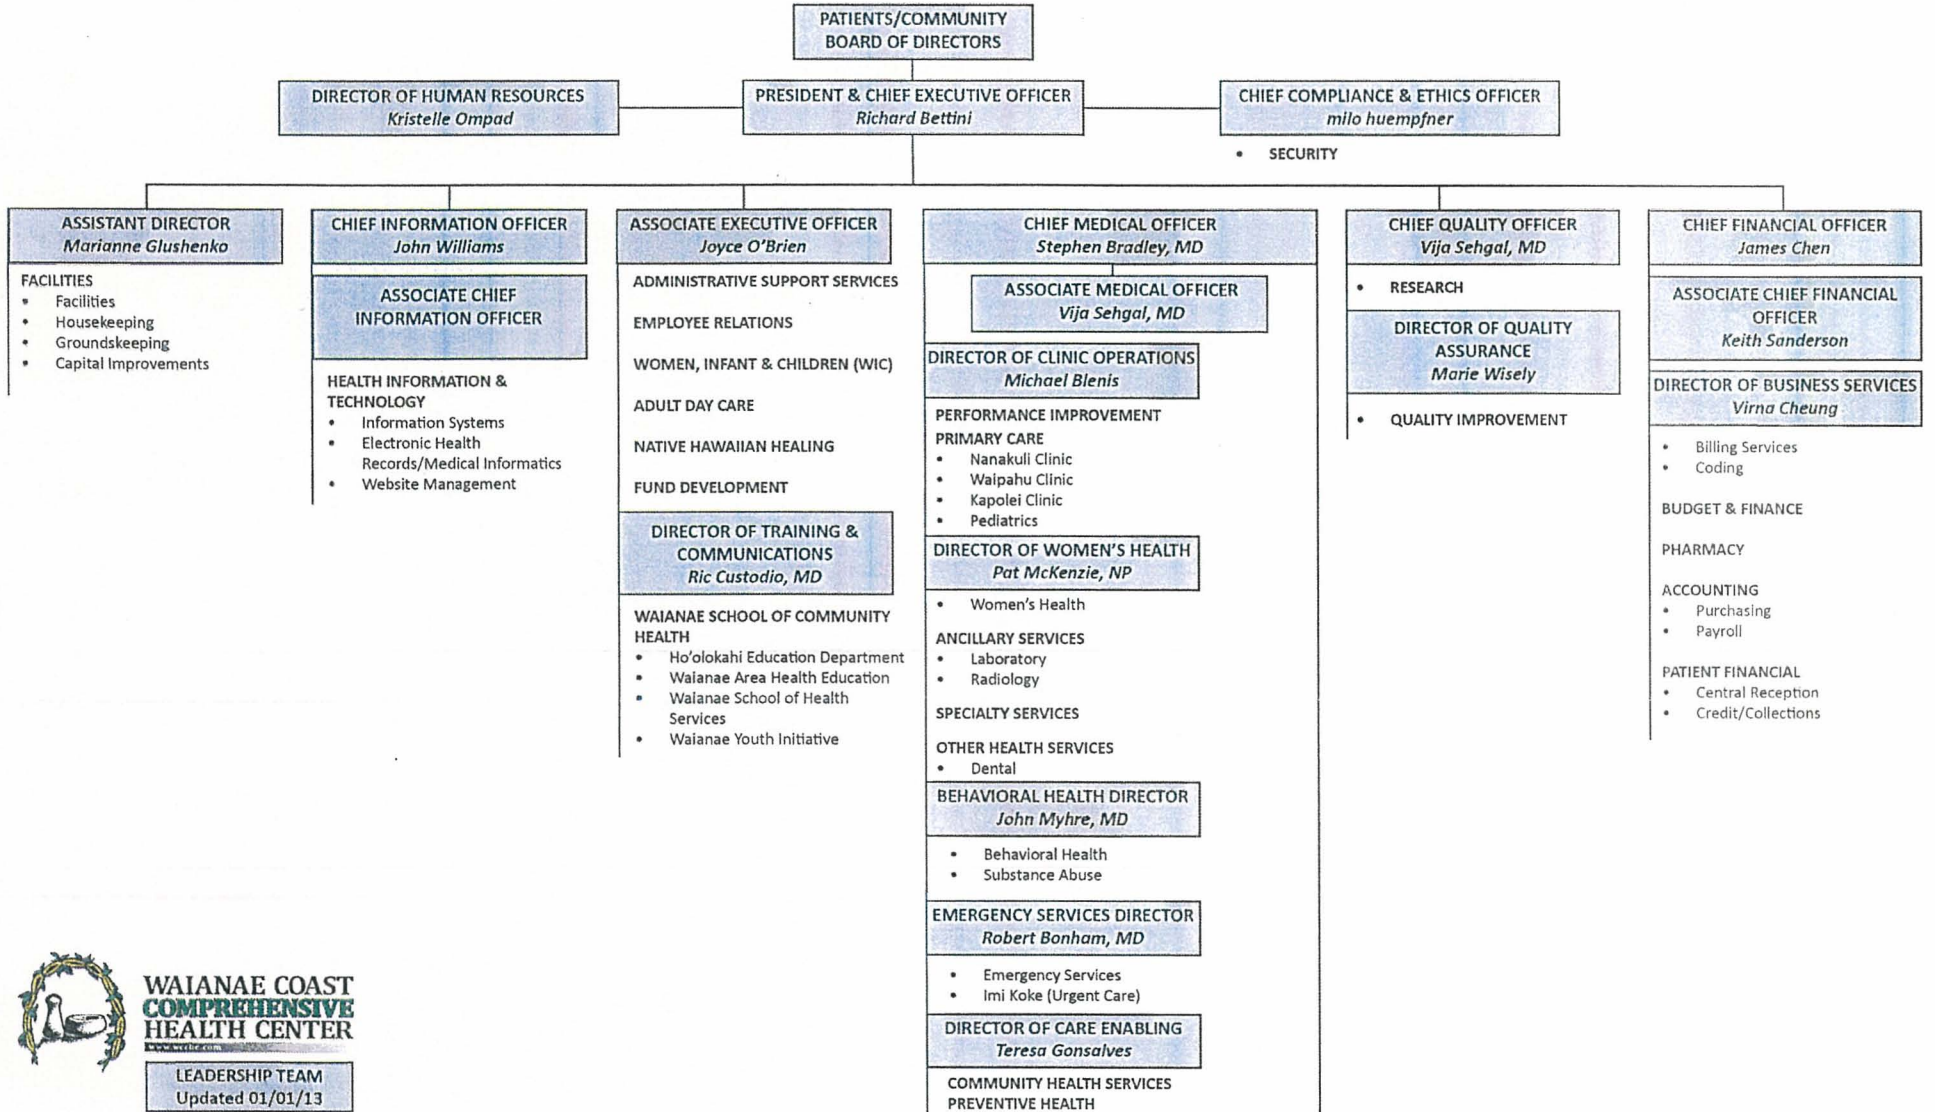 PATIENTS/COMMUNITY
BOARD OF DIRECTORS
DIRECTOR OF HUMAN RESOURCES
Kristelle Ompad
PRESIDENT & CHIEF EXECUTIVE OFFICER
Richard Bettini
CHIEF COMPLIANCE & ETHICS OFFICER
milo huempfner
• SECURITY
ASSISTANT DIRECTOR
Marianne Glushenko
FACILITIES
• Facilities
• Housekeeping
• Groundskeeping
• Capital Improvements
CHIEF INFORMATION OFFICER
John Williams
ASSOCIATE CHIEF
INFORMATION OFFICER
HEALTH INFORMATION &
TECHNOLOGY
• Information Systems
• Electronic Health
Records/Medical Informatics
• Website Management
ASSOCIATE EXECUTIVE OFFICER
Joyce O'Brien
ADMINISTRATIVE SUPPORT SERVICES
EMPLOYEE RELATIONS
WOMEN, INFANT & CHILDREN (WIC)
ADULT DAY CARE
NATIVE HAWAIIAN HEALING
FUND DEVELOPMENT
DIRECTOR OF TRAINING &
COMMUNICATIONS
Ric Custodio, MD
WAIANAE SCHOOL OF COMMUNITY
HEALTH
• Ho'olokahi Education Department
• Waianae Area Health Education
• Waianae School of Health
Services
• Waianae Youth Initiative
CHIEF MEDICAL OFFICER
Stephen Bradley, MD
ASSOCIATE MEDICAL OFFICER
Vija Sehgal, MD
DIRECTOR OF CLINIC OPERATIONS
Michael Blenis
PERFORMANCE IMPROVEMENT
PRIMARY CARE
• Nanakuli Clinic
• Waipahu Clinic
• Kapolei Clinic
• Pediatrics
DIRECTOR OF WOMEN'S HEALTH
Pat McKenzie, NP
• Women's Health
ANCILLARY SERVICES
• Laboratory
• Radiology
SPECIALTY SERVICES
OTHER HEALTH SERVICES
• Dental
BEHAVIORAL HEALTH DIRECTOR
John Myhre, MD
• Behavioral Health
• Substance Abuse
EMERGENCY SERVICES DIRECTOR
Robert Bonham, MD
• Emergency Services
• Imi Koke (Urgent Care)
DIRECTOR OF CARE ENABLING
Teresa Gonsalves
COMMUNITY HEALTH SERVICES
PREVENTIVE HEALTH
CHIEF QUALITY OFFICER
Vija Sehgal, MD
• RESEARCH
DIRECTOR OF QUALITY
ASSURANCE
Marie Wisely
• QUALITY IMPROVEMENT
CHIEF FINANCIAL OFFICER
James Chen
ASSOCIATE CHIEF FINANCIAL
OFFICER
Keith Sanderson
DIRECTOR OF BUSINESS SERVICES
Virna Cheung
• Billing Services
• Coding
BUDGET & FINANCE
PHARMACY
ACCOUNTING
• Purchasing
• Payroll
PATIENT FINANCIAL
• Central Reception
• Credit/Collections
WAIANAE COAST
COMPREHENSIVE
HEALTH CENTER
LEADERSHIP TEAM
Updated 01/01/13